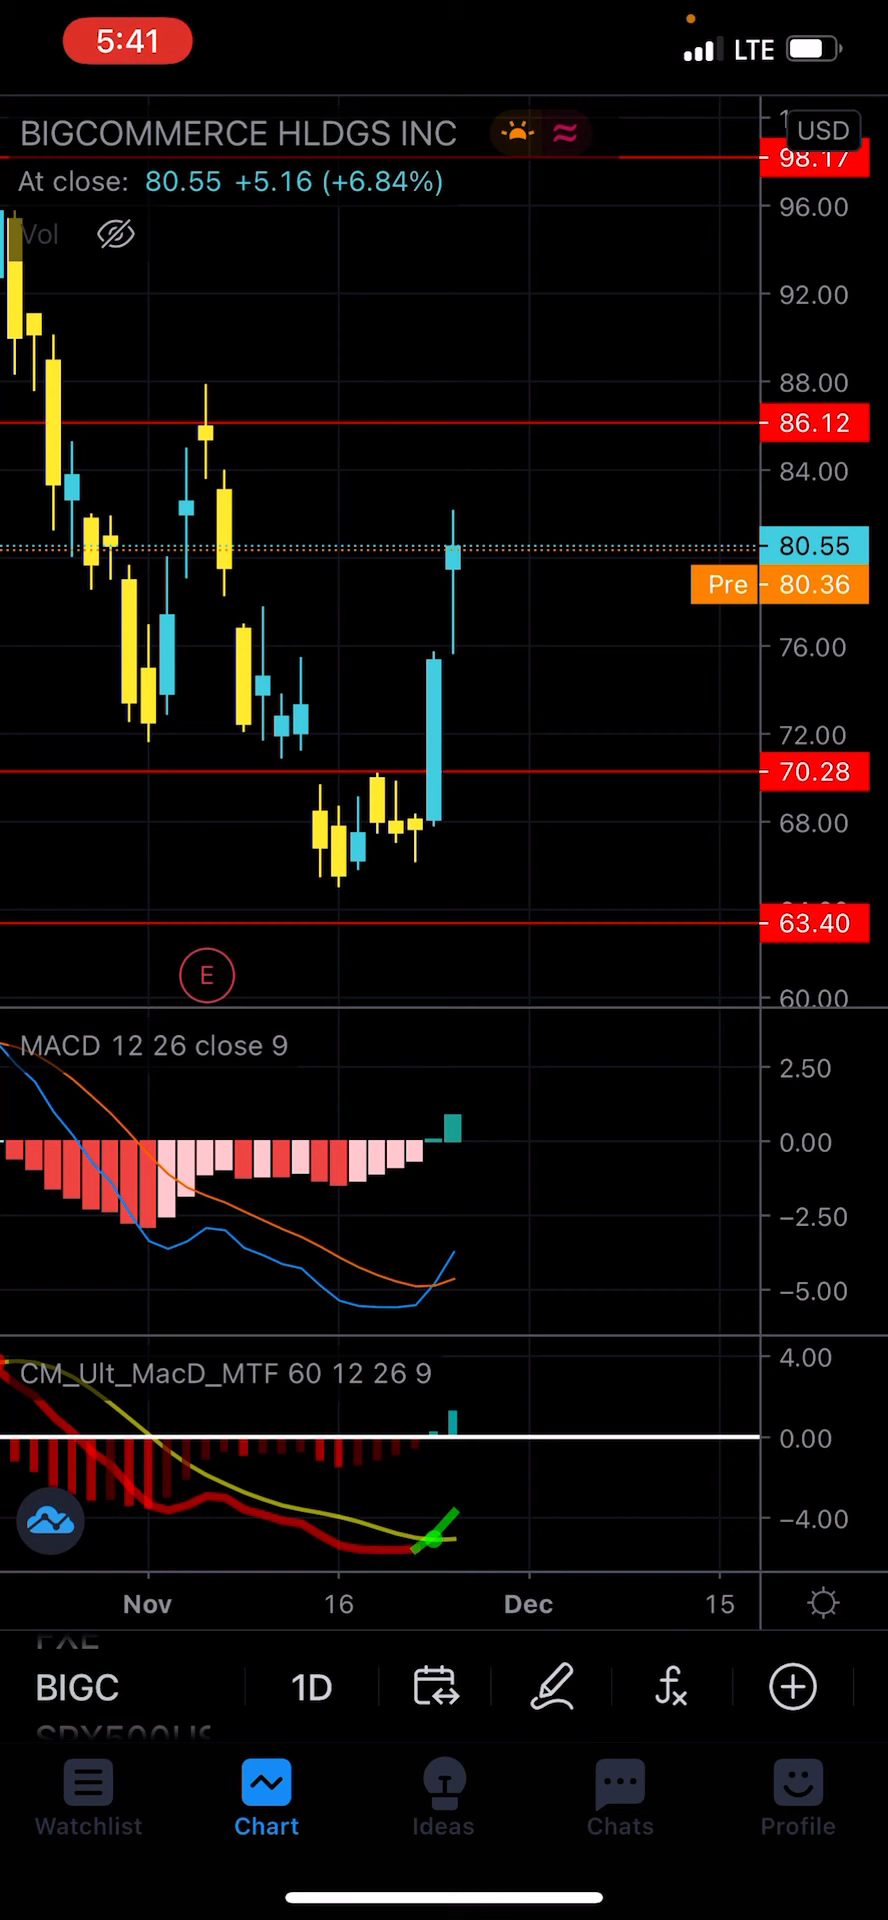 5:41
LTE
BIGCOMMERCE HLDGS INC
USD
98.17
At close: 80.55 +5.16 (+6.84%)
96.00
Vol
92.00
88.00
86.12
84.00
80.55
Pre 80.36
76.00
72.00
70.28
68.00
63.40
E
60.00
MACD 12 26 close 9
2.50
0.00
−2.50
−5.00
4.00
CM_Ult_MacD_MTF 60 12 26 9
0.00
−4.00
Nov 16 Dec 15
FXE
BIGC 1D fx
SPX500US
Watchlist Chart Ideas Chats Profile